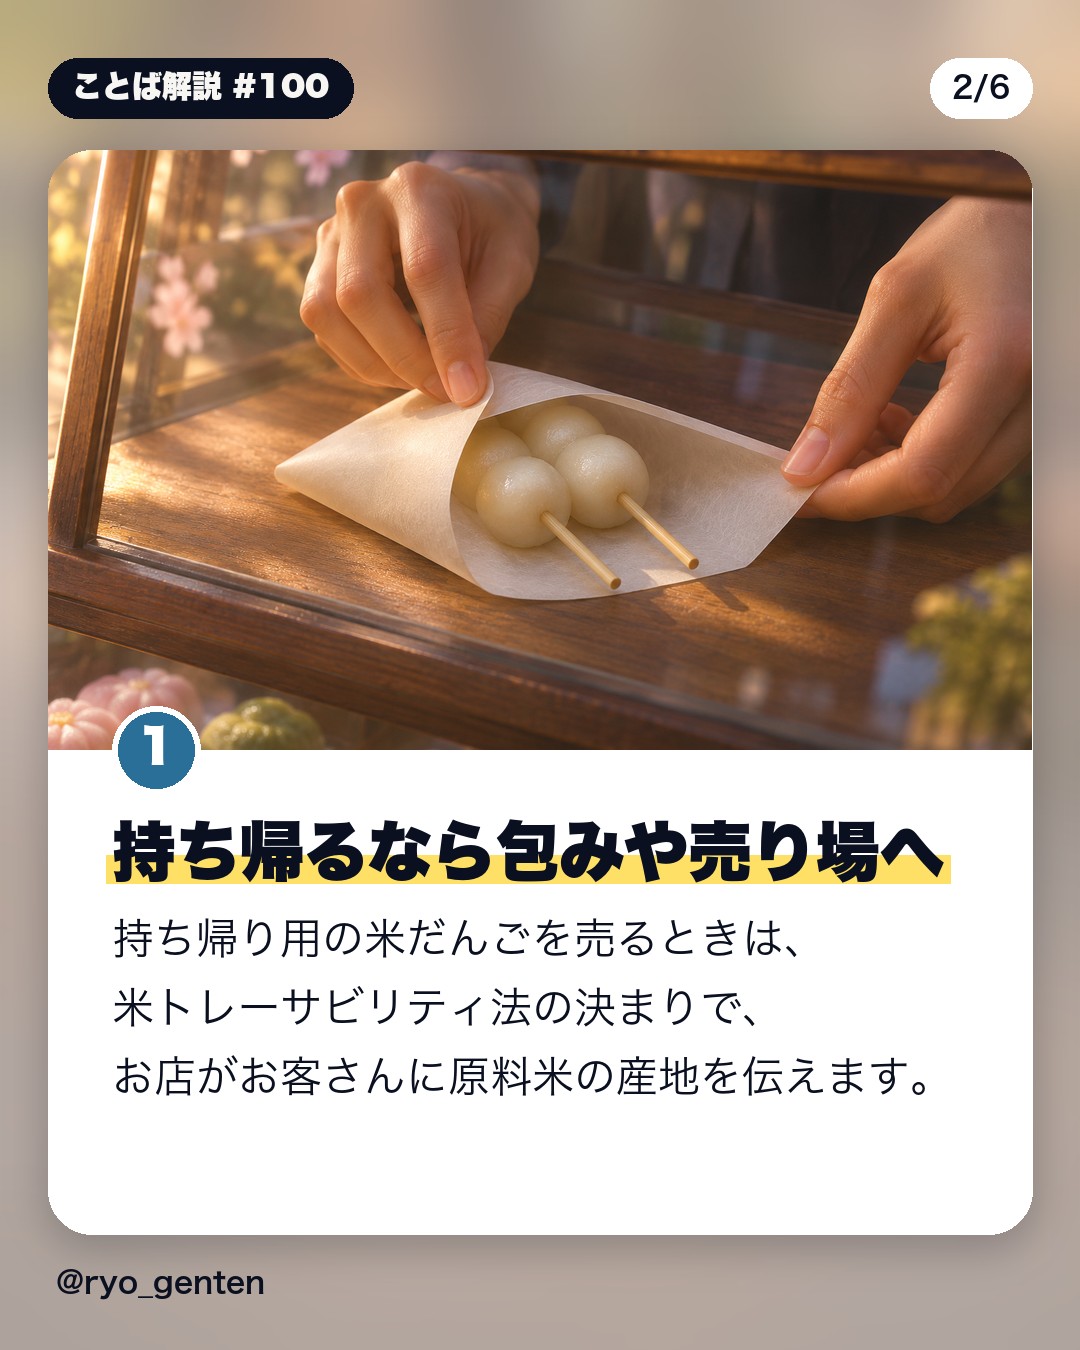 ことば解説 #100
2/6
1
持ち帰るなら包みや売り場へ
持ち帰り用の米だんごを売るときは、
米トレーサビリティ法の決まりで、
お店がお客さんに原料米の産地を伝えます。
@ryo_genten